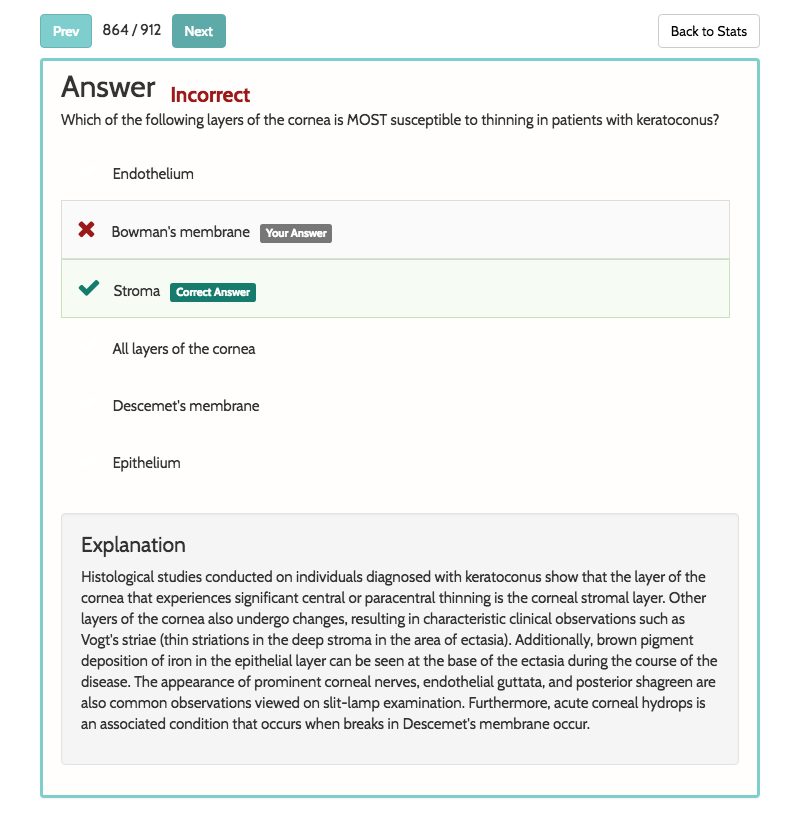 Prev 864 / 912 Next Back to Stats
Answer Incorrect
Which of the following layers of the cornea is MOST susceptible to thinning in patients with keratoconus?
Endothelium
Bowman's membrane Your Answer
Stroma Correct Answer
All layers of the cornea
Descemet's membrane
Epithelium
Explanation
Histological studies conducted on individuals diagnosed with keratoconus show that the layer of the
cornea that experiences significant central or paracentral thinning is the corneal stromal layer. Other
layers of the cornea also undergo changes, resulting in characteristic clinical observations such as
Vogt's striae (thin striations in the deep stroma in the area of ectasia). Additionally, brown pigment
deposition of iron in the epithelial layer can be seen at the base of the ectasia during the course of the
disease. The appearance of prominent corneal nerves, endothelial guttata, and posterior shagreen are
also common observations viewed on slit-lamp examination. Furthermore, acute corneal hydrops is
an associated condition that occurs when breaks in Descemet's membrane occur.